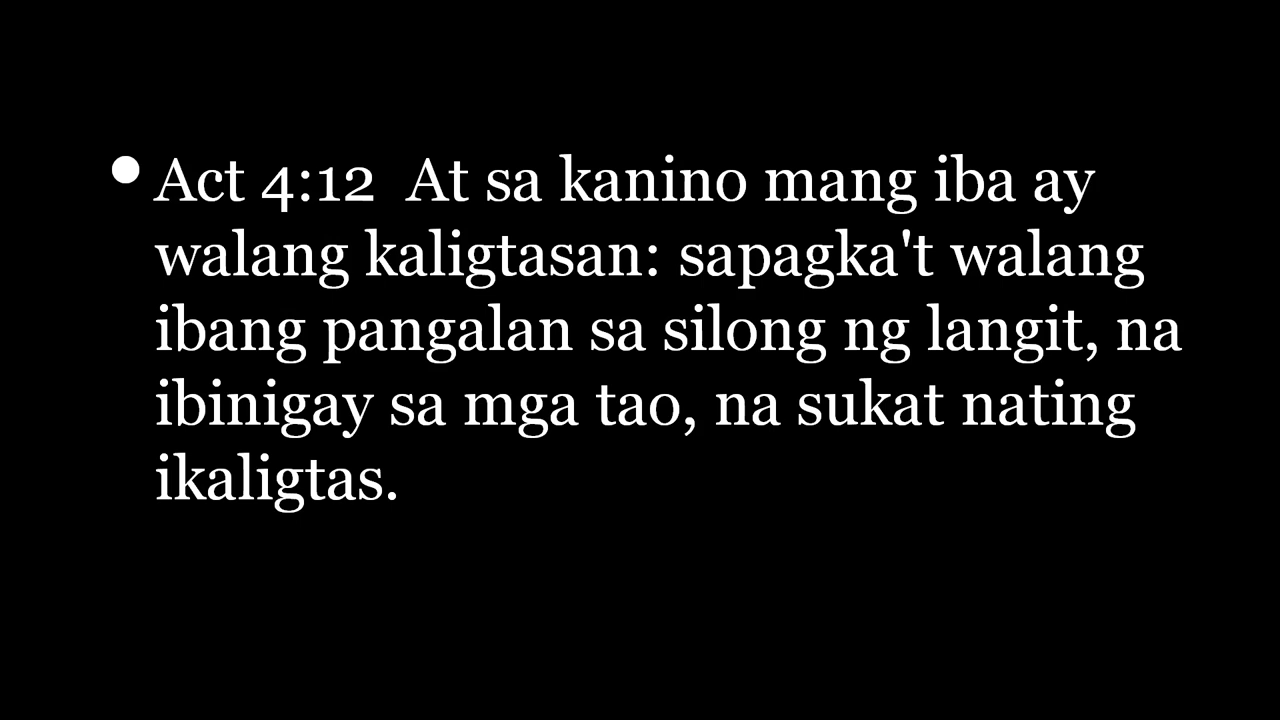 • Act 4:12  At sa kanino mang iba ay
walang kaligtasan: sapagka't walang
ibang pangalan sa silong ng langit, na
ibinigay sa mga tao, na sukat nating
ikaligtas.